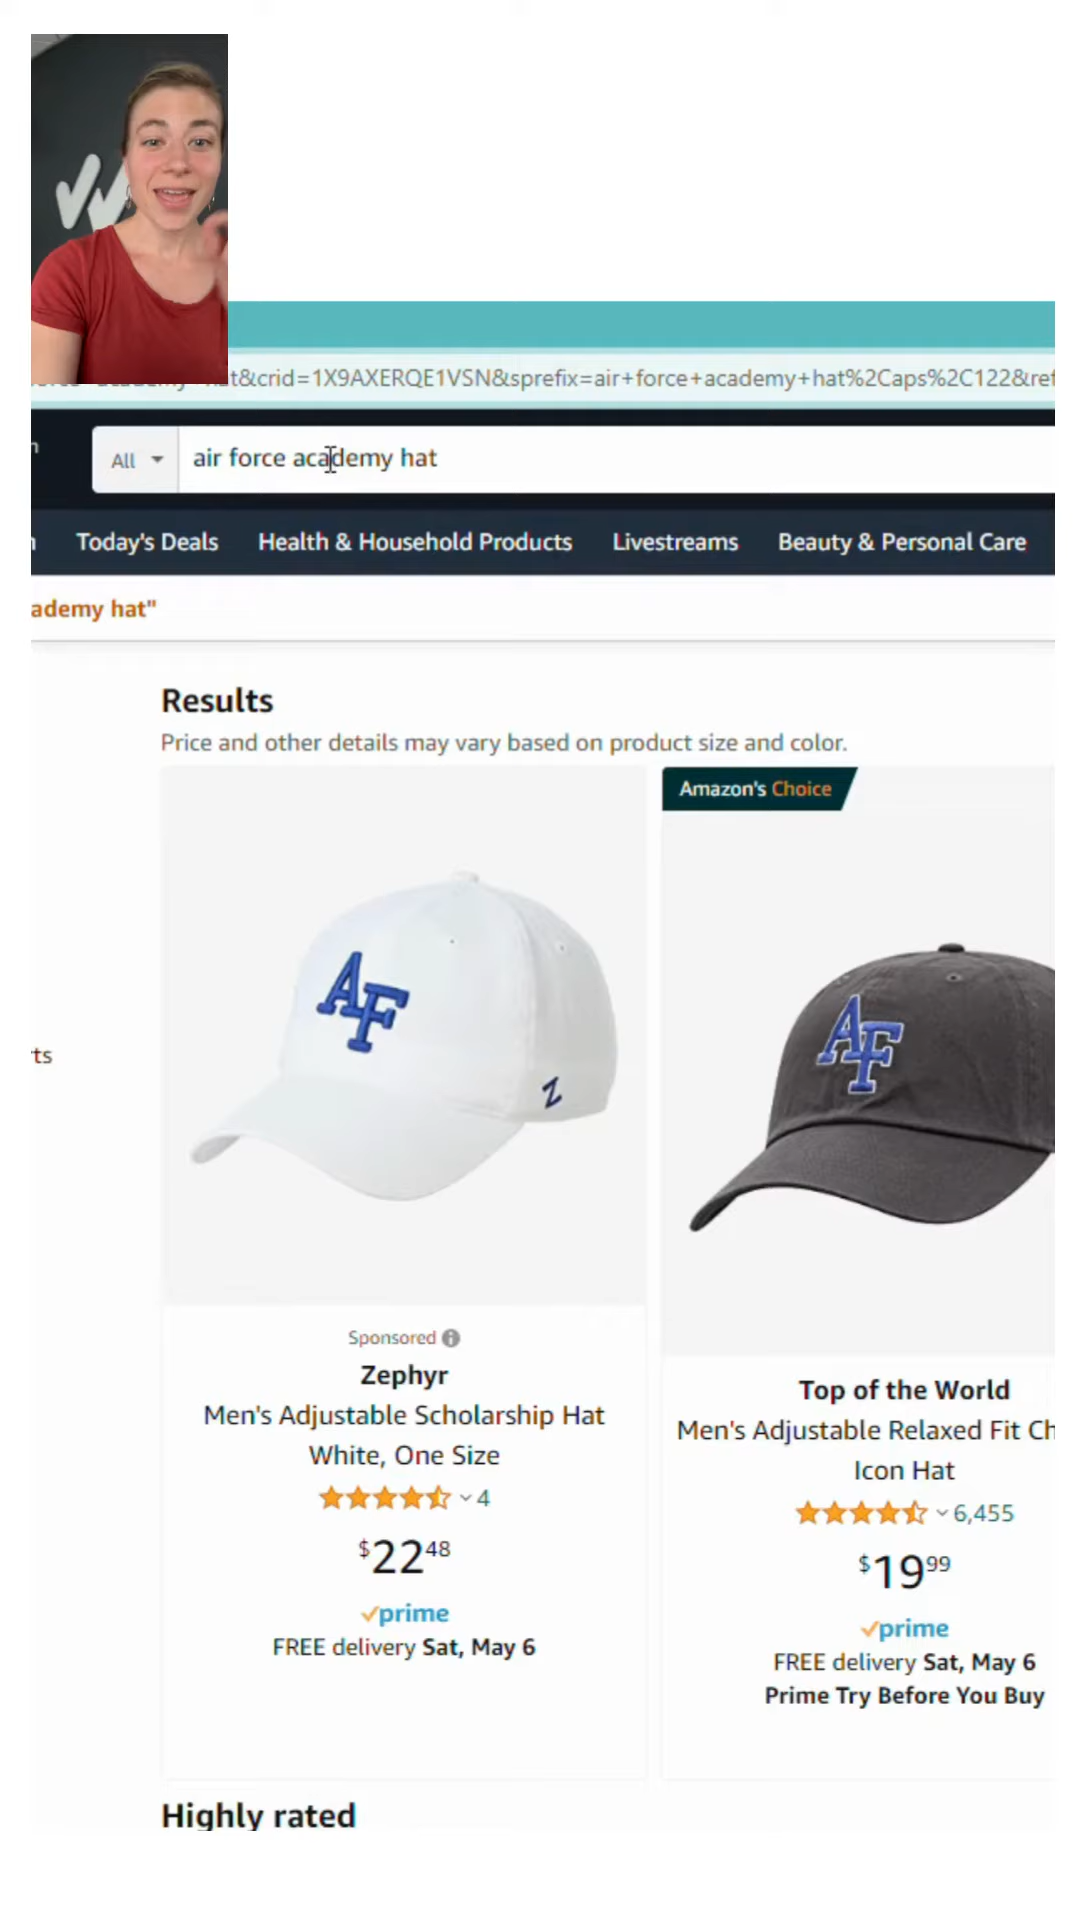 t&crid=1X9AXERQE1VSN&sprefix=air+force+academy+hat%2Caps%2C122&ref
All
air force academy hat
Today's Deals
Health & Household Products
Livestreams
Beauty & Personal Care
ademy hat"
Results
Price and other details may vary based on product size and color.
Amazon's Choice
AF
Z
AF
rts
Sponsored
Zephyr
Men's Adjustable Scholarship Hat
White, One Size
4
$22 48
prime
FREE delivery Sat, May 6
Top of the World
Men's Adjustable Relaxed Fit Ch
Icon Hat
6,455
$19 99
prime
FREE delivery Sat, May 6
Prime Try Before You Buy
Highly rated